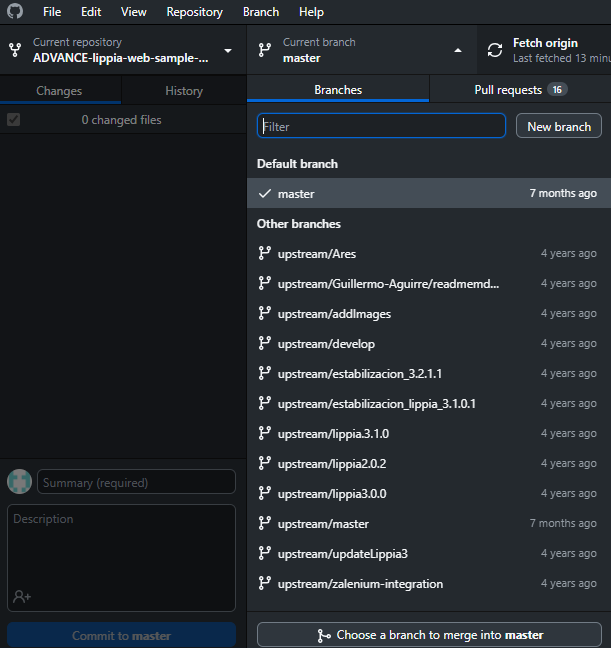 File Edit View Repository Branch Help
Current repository
ADVANCE-lippia-web-sample-...
Current branch
master
Fetch origin
Last fetched 13 minu
Changes History
0 changed files
Branches Pull requests 16
Filter New branch
Default branch
master 7 months ago
Other branches
upstream/Ares 4 years ago
upstream/Guillermo-Aguirre/readmemd... 4 years ago
upstream/addImages 4 years ago
upstream/develop 4 years ago
upstream/estabilizacion_3.2.1.1 4 years ago
upstream/estabilizacion_lippia_3.1.0.1 4 years ago
upstream/lippia.3.1.0 4 years ago
upstream/lippia2.0.2 4 years ago
upstream/lippia3.0.0 4 years ago
upstream/master 7 months ago
upstream/updateLippia3 4 years ago
upstream/zalenium-integration 4 years ago
Summary (required)
Description
Commit to master
Choose a branch to merge into master